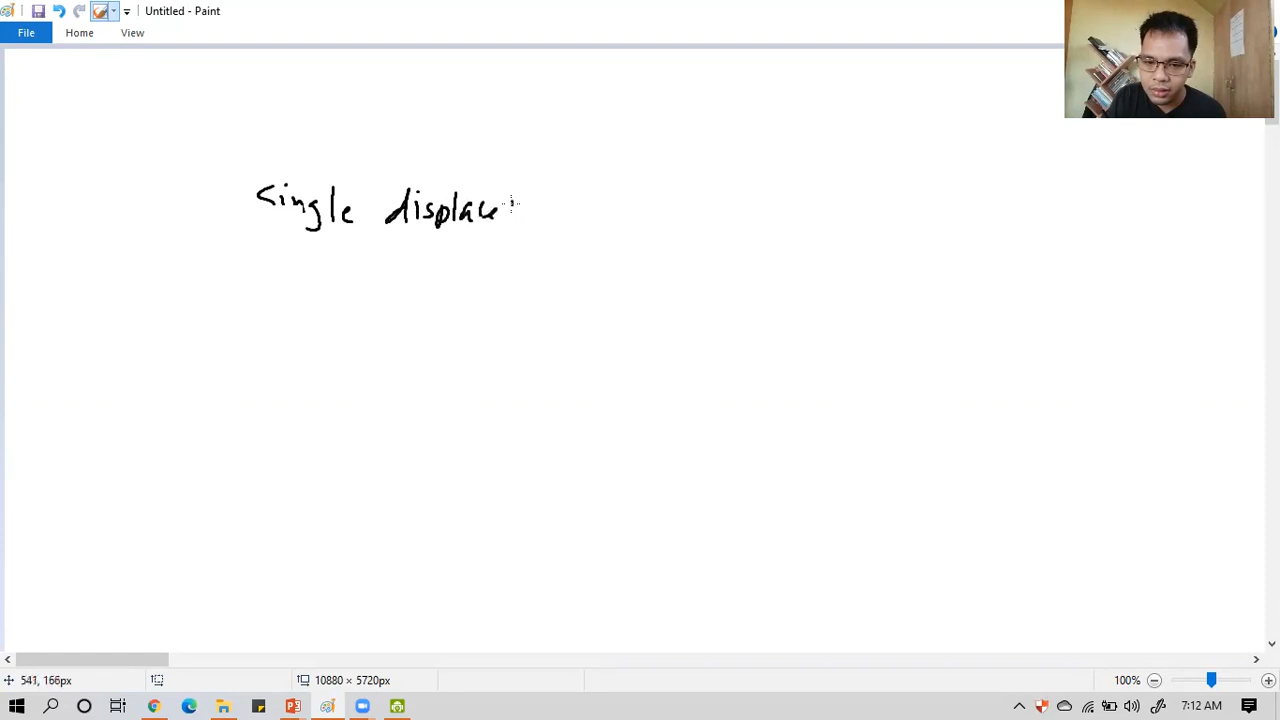 Untitled - Paint
File Home View
single displace
541, 166px
10880 × 5720px
100%
7:12 AM